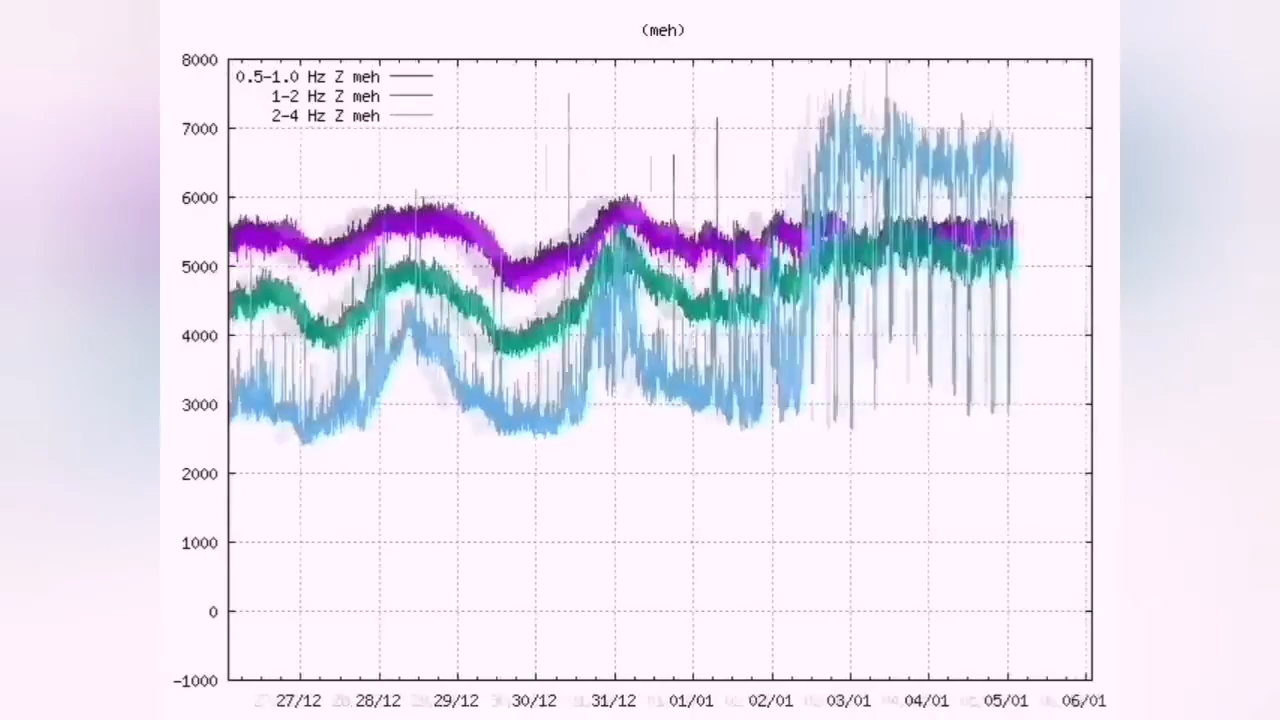 (meh)
8000
0.5-1.0 Hz Z meh
1-2 Hz Z meh
2-4 Hz Z meh
7000
6000
5000
4000
3000
2000
1000
0
-1000
27/12 28/12 29/12 30/12 31/12 01/01 02/01 03/01 04/01 05/01 06/01